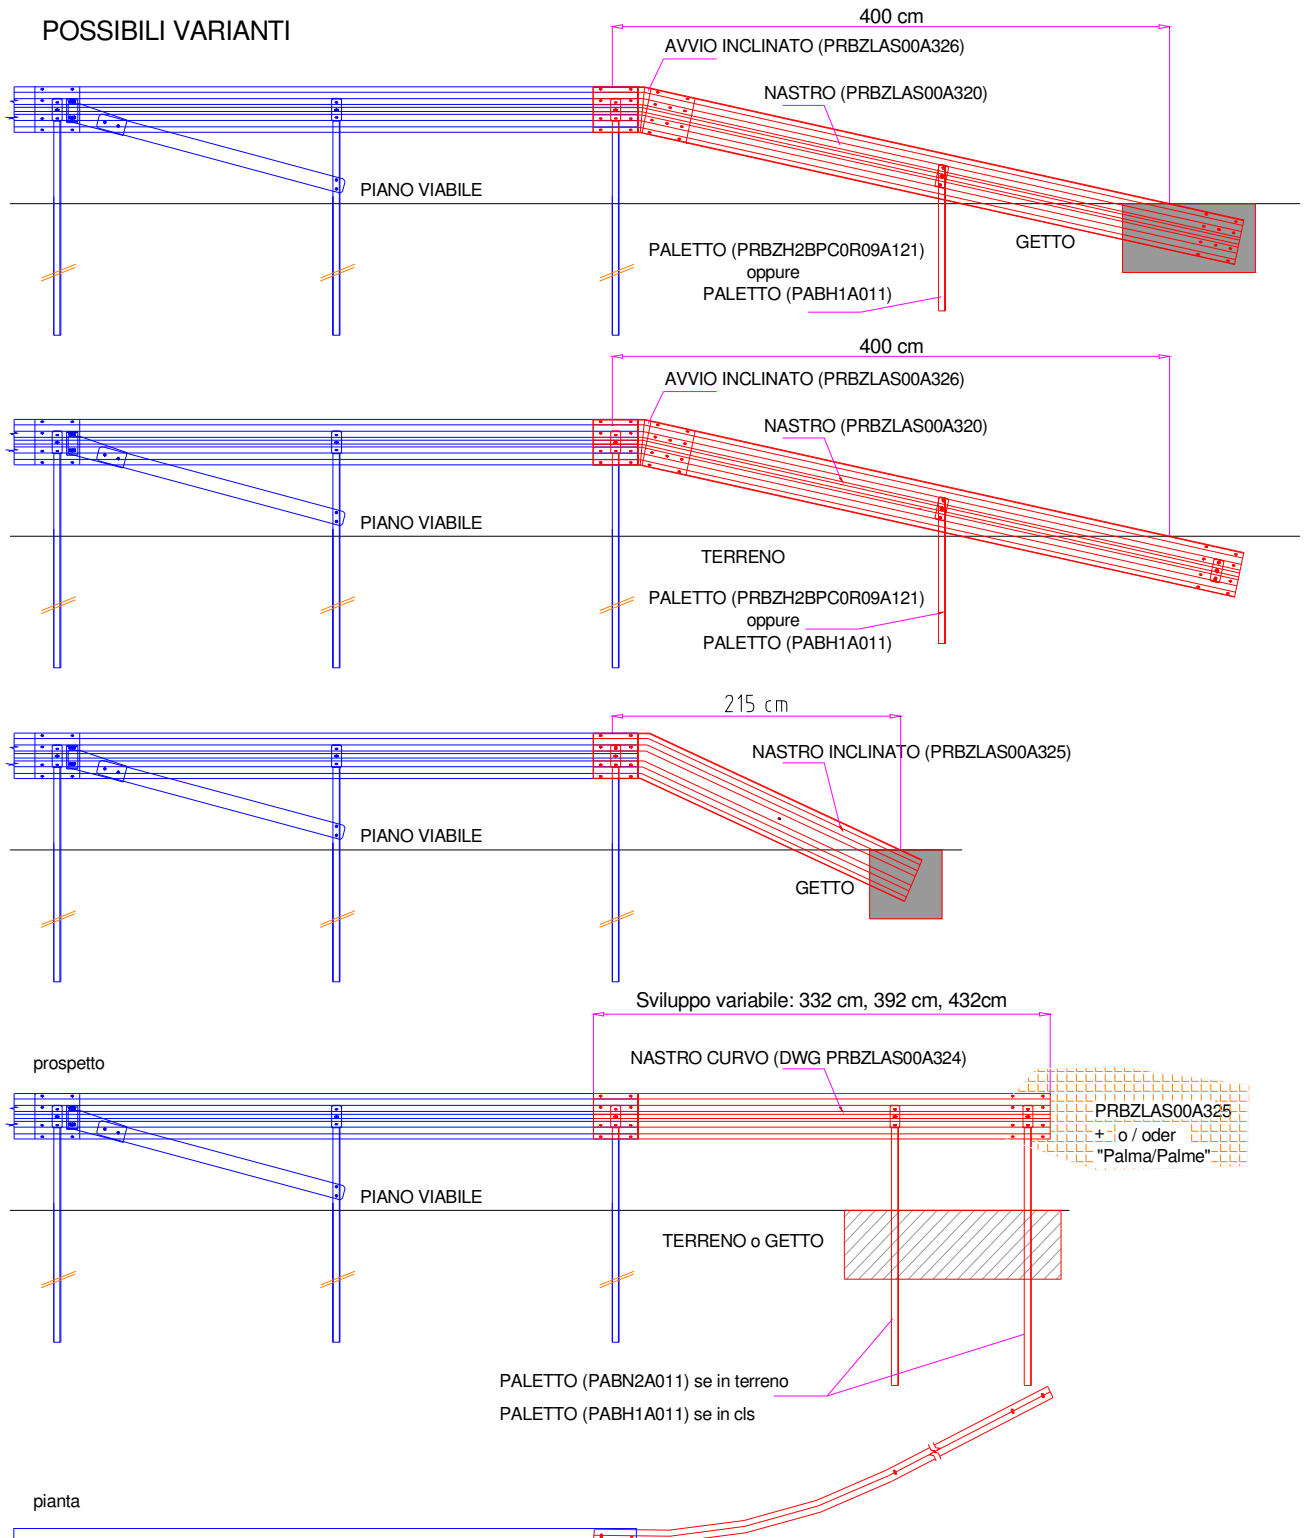 POSSIBILI VARIANTI
400 cm
AVVIO INCLINATO (PRBZLAS00A326)
NASTRO (PRBZLAS00A320)
PIANO VIABILE
GETTO
PALETTO (PRBZH2BPC0R09A121)
oppure
PALETTO (PABH1A011)
400 cm
AVVIO INCLINATO (PRBZLAS00A326)
NASTRO (PRBZLAS00A320)
PIANO VIABILE
TERRENO
PALETTO (PRBZH2BPC0R09A121)
oppure
PALETTO (PABH1A011)
215 cm
NASTRO INCLINATO (PRBZLAS00A325)
PIANO VIABILE
GETTO
Sviluppo variabile: 332 cm, 392 cm, 432cm
prospetto
NASTRO CURVO (DWG PRBZLAS00A324)
PRBZLAS00A325
+ o / oder
"Palma/Palme"
PIANO VIABILE
TERRENO o GETTO
PALETTO (PABN2A011) se in terreno
PALETTO (PABH1A011) se in cls
pianta